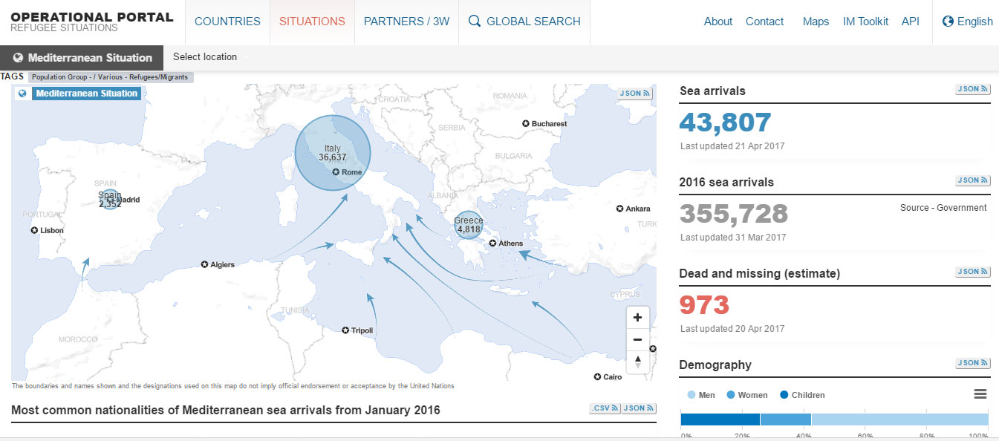 OPERATIONAL PORTAL
REFUGEE SITUATIONS
COUNTRIES
SITUATIONS
PARTNERS / 3W
GLOBAL SEARCH
About
Contact
Maps
IM Toolkit
API
English
Mediterranean Situation
Select location
TAGS
Population Group - / Various - Refugees/Migrants
Mediterranean Situation
JSON
CROATIA
ROMANIA
Bucharest
SERBIA
Italy
36,637
BULGARIA
Rome
SPAIN
Spain
Madrid
2,352
ALBANIA
PORTUGAL
Lisbon
Ankara
Greece
4,818
TURK
Athens
Algiers
CYPRUS
TUNISIA
Tripoli
MOROCCO
Cairo
+
−
The boundaries and names shown and the designations used on this map do not imply official endorsement or acceptance by the United Nations
Most common nationalities of Mediterranean sea arrivals from January 2016
.CSV
JSON
Sea arrivals
JSON
43,807
Last updated 21 Apr 2017
2016 sea arrivals
JSON
355,728
Source - Government
Last updated 31 Mar 2017
Dead and missing (estimate)
JSON
973
Last updated 20 Apr 2017
Demography
JSON
Men
Women
Children
0% 20% 40% 60% 80% 100%